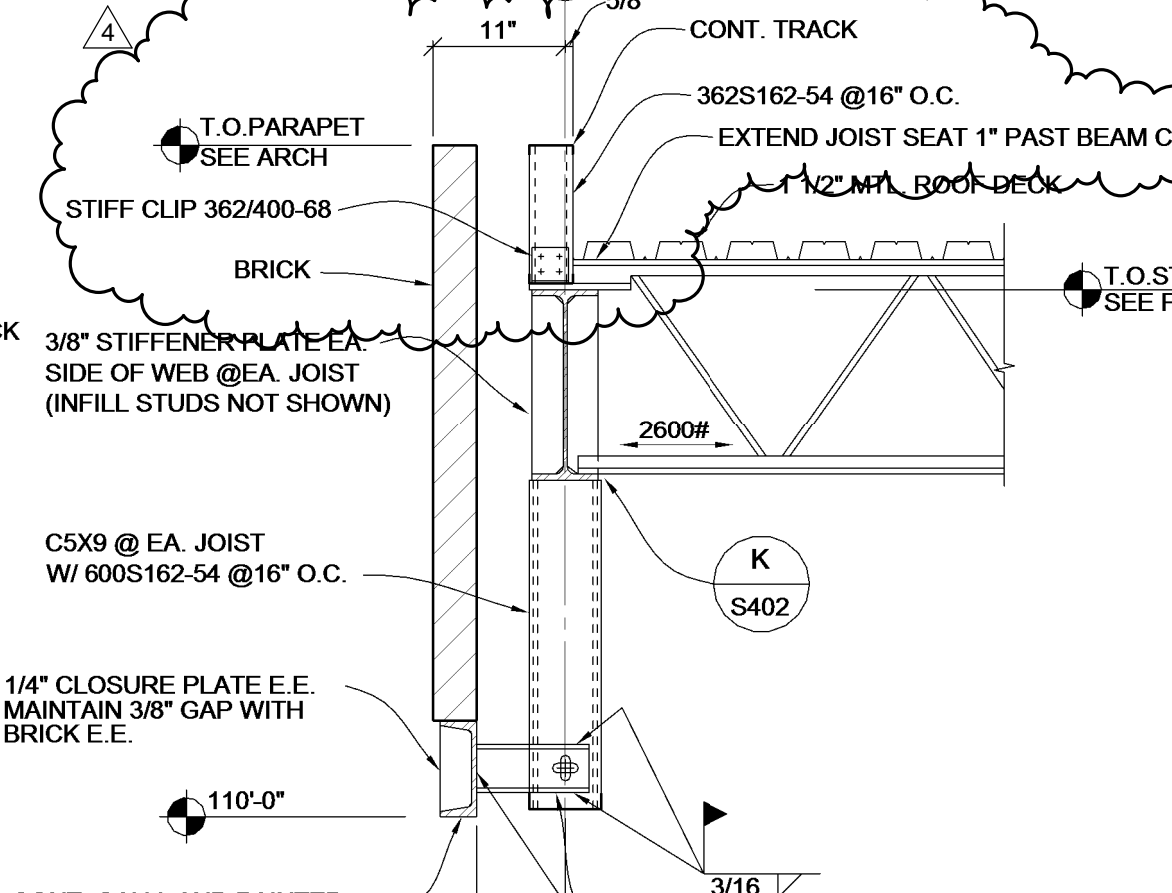 4
11"
5/8
CONT. TRACK
362S162-54 @16" O.C.
EXTEND JOIST SEAT 1" PAST BEAM
1 1/2" MTL. ROOF DECK
T.O.PARAPET
SEE ARCH
STIFF CLIP 362/400-68
BRICK
3/8" STIFFENER PLATE EA.
SIDE OF WEB @EA. JOIST
(INFILL STUDS NOT SHOWN)
SEE
2600#
C5X9 @ EA. JOIST
W/ 600S162-54 @16" O.C.
K
S402
1/4" CLOSURE PLATE E.E.
MAINTAIN 3/8" GAP WITH
BRICK E.E.
110'-0"
3/16